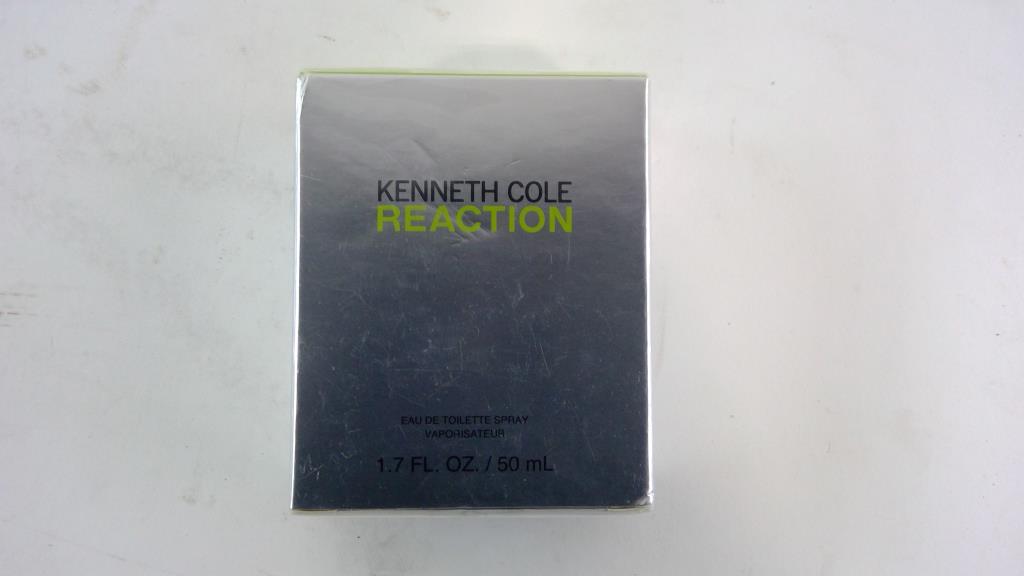 KENNETH COLE
REACTION
EAU DE TOILETTE SPRAY
VAPORISATEUR
1.7 FL. OZ. / 50 mL